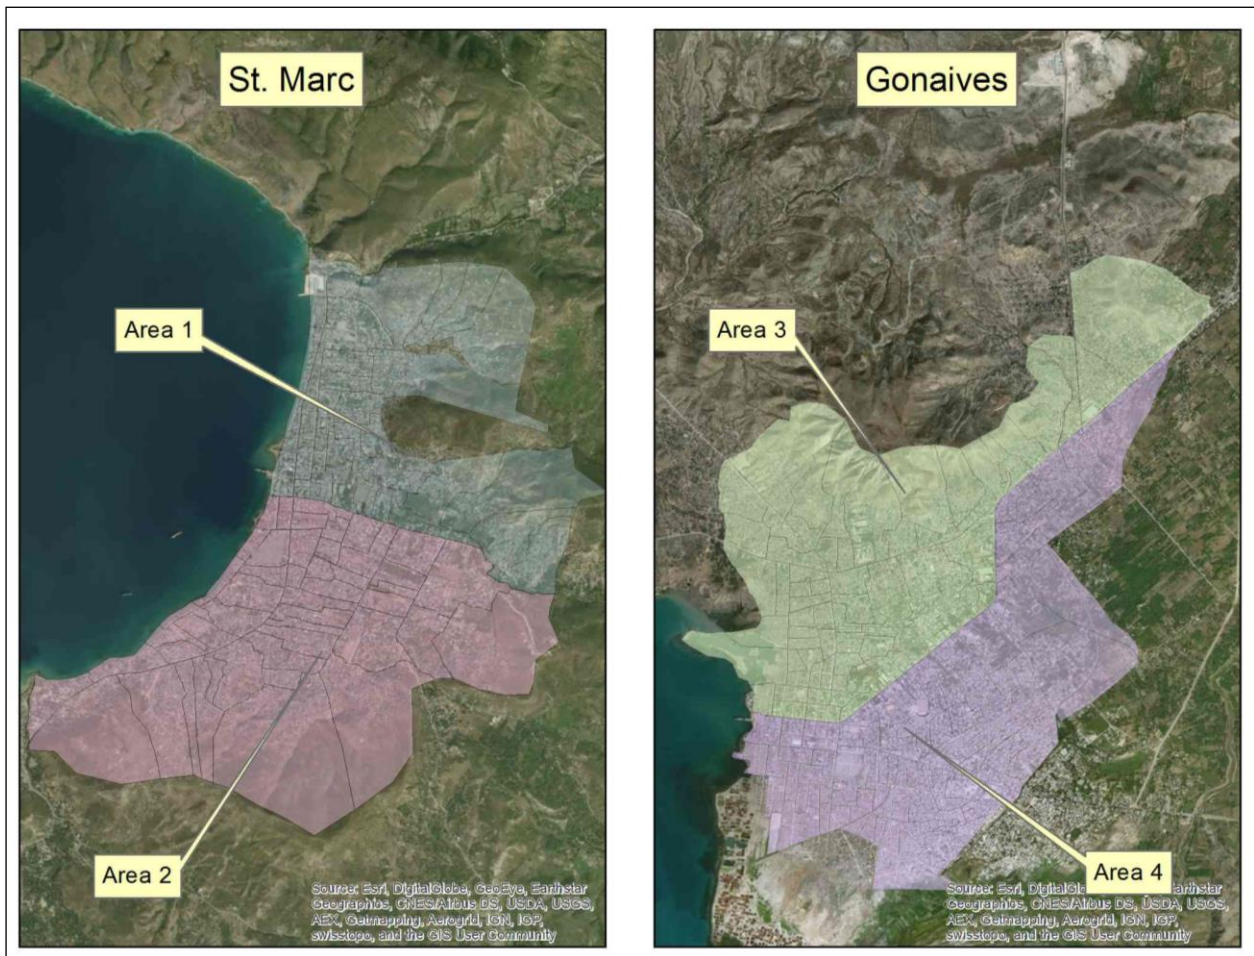 St. Marc
Area 1
Area 2
Source: Esri, DigitalGlobe, GeoEye, Earthstar
Geographics, CNES/Airbus DS, USDA, USGS,
AEX, Getmapping, Aerogrid, IGN, IGP,
swisstopo, and the GIS User Community
Gonaives
Area 3
Area 4
Source: Esri, DigitalGlo arthstar
Geographics, CNES/Airbus DS, USDA, USGS,
AEX, Getmapping, Aerogrid, IGN, IGP,
swisstopo, and the GIS User Community